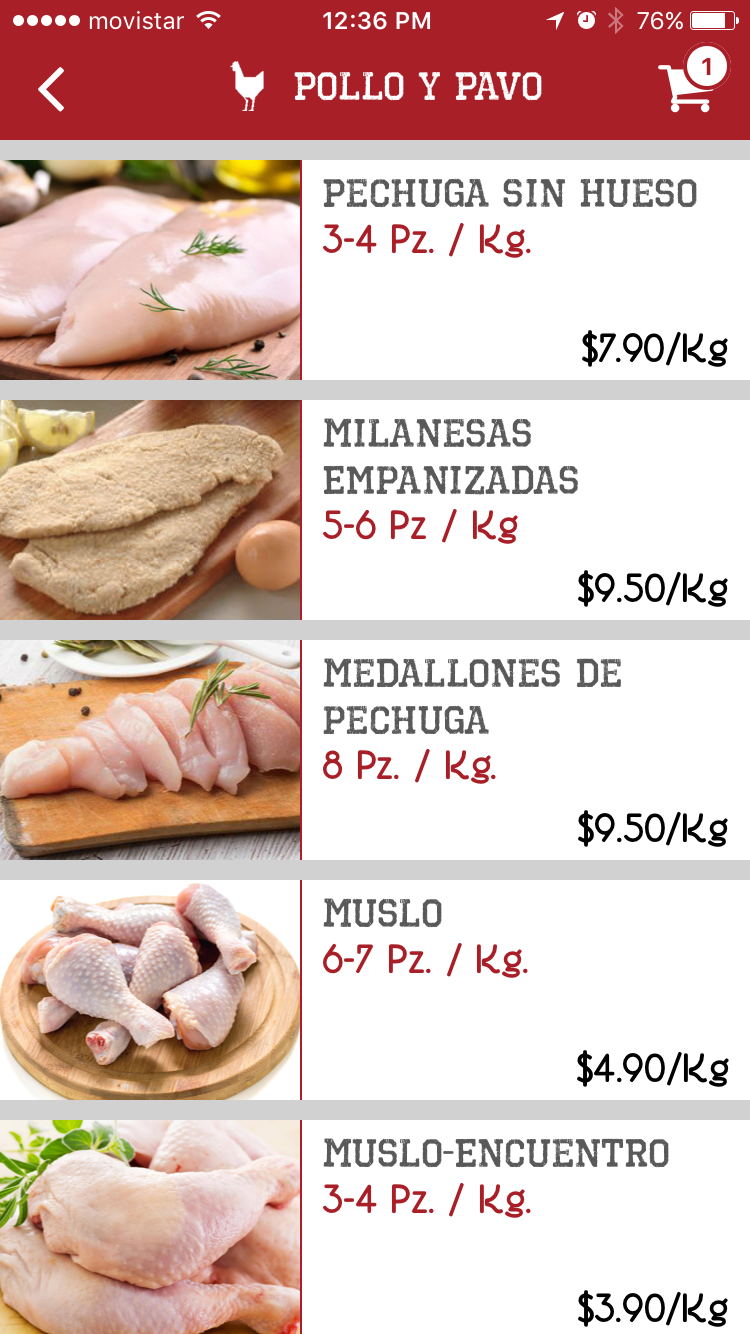 movistar 12:36 PM 76%
POLLO Y PAVO 1
PECHUGA SIN HUESO
3-4 Pz. / Kg.
$7.90/Kg
MILANESAS
EMPANIZADAS
5-6 Pz / Kg
$9.50/Kg
MEDALLONES DE
PECHUGA
8 Pz. / Kg.
$9.50/Kg
MUSLO
6-7 Pz. / Kg.
$4.90/Kg
MUSLO-ENCUENTRO
3-4 Pz. / Kg.
$3.90/Kg